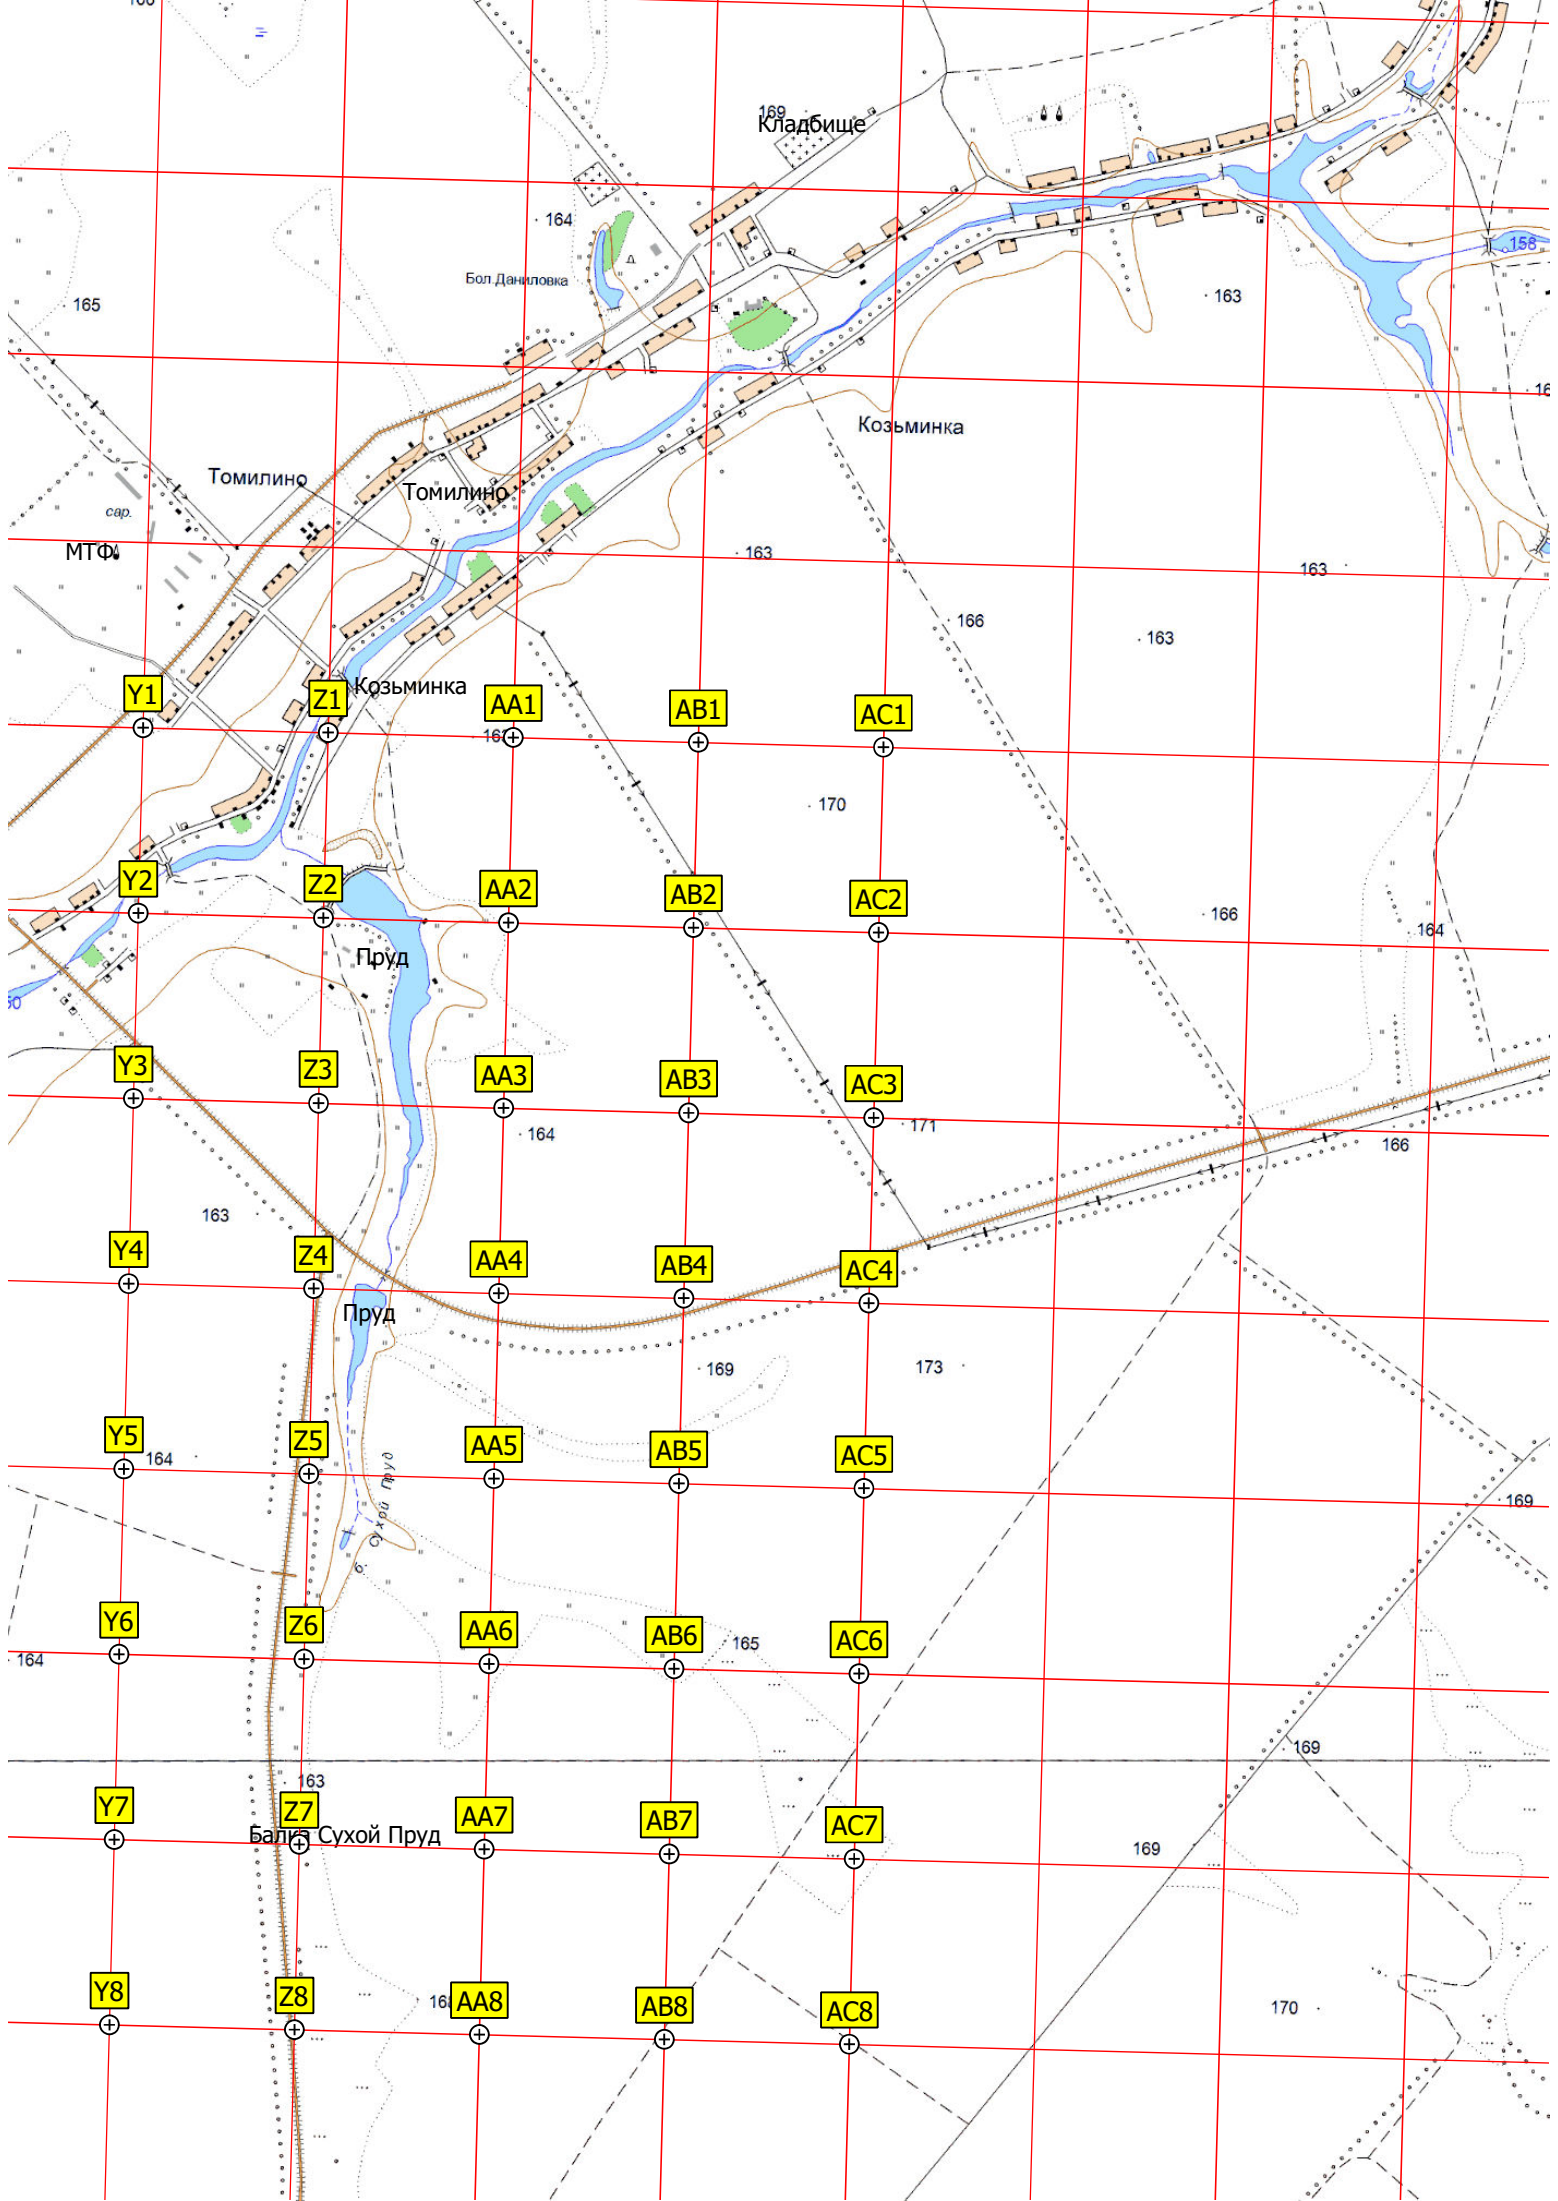 169
Кладбище
164
158
Бол.Даниловка
163
165
Козьминка
Томилино
Томилино
сар.
МТФ
163
163
166
163
Y1
Z1
Козьминка
AA1
AB1
AC1
170
Y2
Z2
AA2
AB2
AC2
166
164
Пруд
Y3
Z3
AA3
AB3
AC3
164
171
166
163
Y4
Z4
AA4
AB4
AC4
Пруд
169
173
Y5
Z5
AA5
AB5
AC5
164
169
б. Сухой Пруд
Y6
Z6
AA6
AB6
AC6
165
164
169
163
Y7
Z7
AA7
AB7
AC7
Балка Сухой Пруд
169
Y8
Z8
AA8
AB8
AC8
170